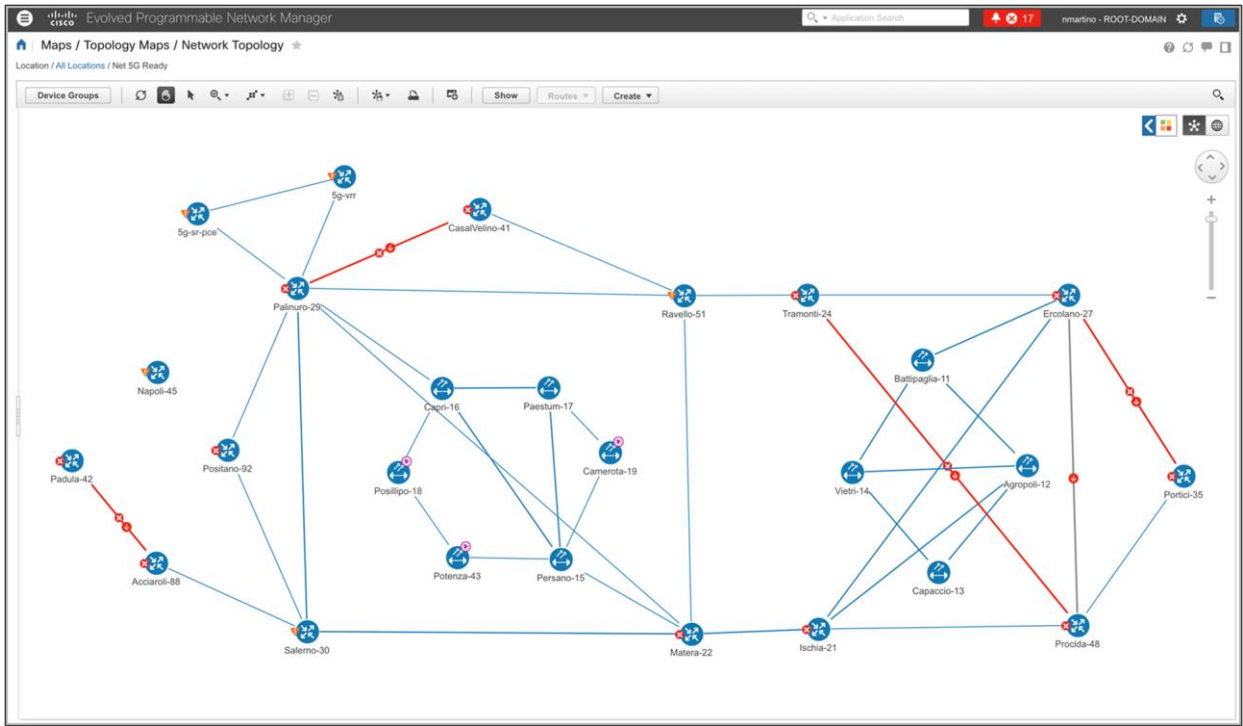 cisco Evolved Programmable Network Manager
Application Search
17
nmartino - ROOT-DOMAIN
Maps / Topology Maps / Network Topology
Location / All Locations / Net 5G Ready
Device Groups
Show
Routes
Create
5g-vrr
5g-sr-pce
CasalVelino-41
Palinuro-29
Ravello-51
Tramonti-24
Ercolano-27
Napoli-45
Battipaglia-11
Capri-16
Paestum-17
Positano-92
Camerota-19
Padula-42
Posillipo-18
Vietri-14
Agropoli-12
Portici-35
Acciaroli-88
Potenza-43
Persano-15
Capaccio-13
Salerno-30
Matera-22
Ischia-21
Procida-48